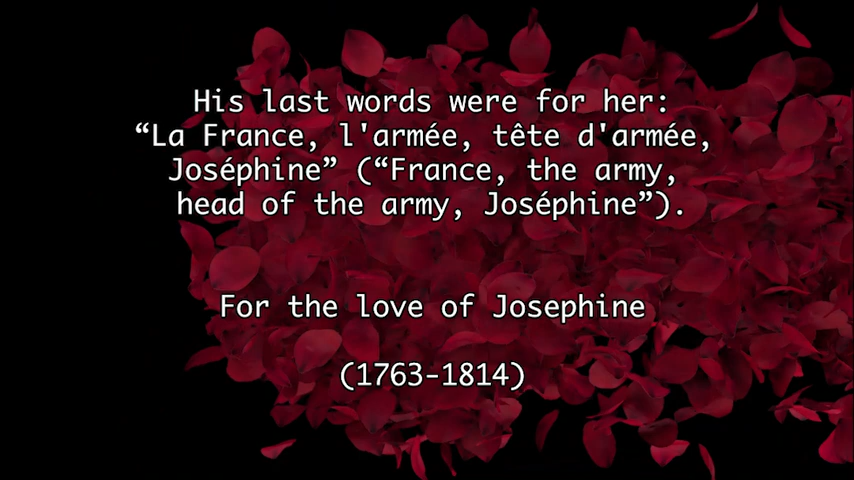 His last words were for her:
“La France, l'armée, tête d'armée,
Joséphine” (“France, the army,
head of the army, Joséphine”).
For the love of Josephine
(1763-1814)